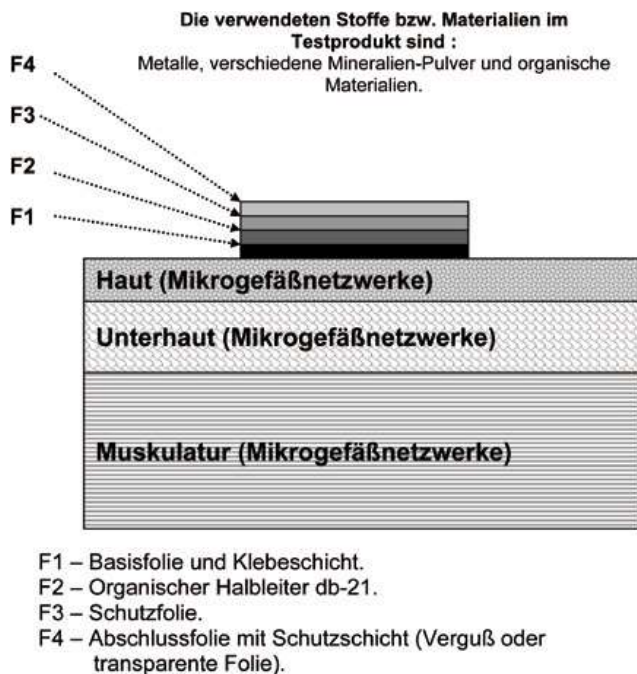 Die verwendeten Stoffe bzw. Materialien im
Testprodukt sind :
Metalle, verschiedene Mineralien-Pulver und organische
Materialien.
F4
F3
F2
F1
Haut (Mikrogefäßnetzwerke)
Unterhaut (Mikrogefäßnetzwerke)
Muskulatur (Mikrogefäßnetzwerke)
F1 – Basisfolie und Klebeschicht.
F2 – Organischer Halbleiter db-21.
F3 – Schutzfolie.
F4 – Abschlussfolie mit Schutzschicht (Verguß oder
transparente Folie).